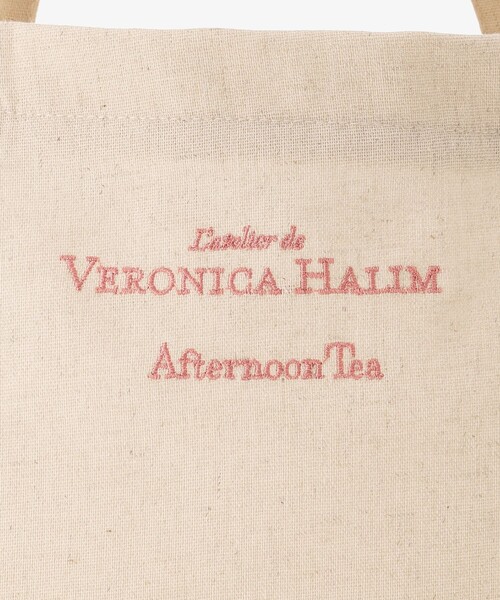 L'atelier de
VERONICA HALIM
Afternoon Tea